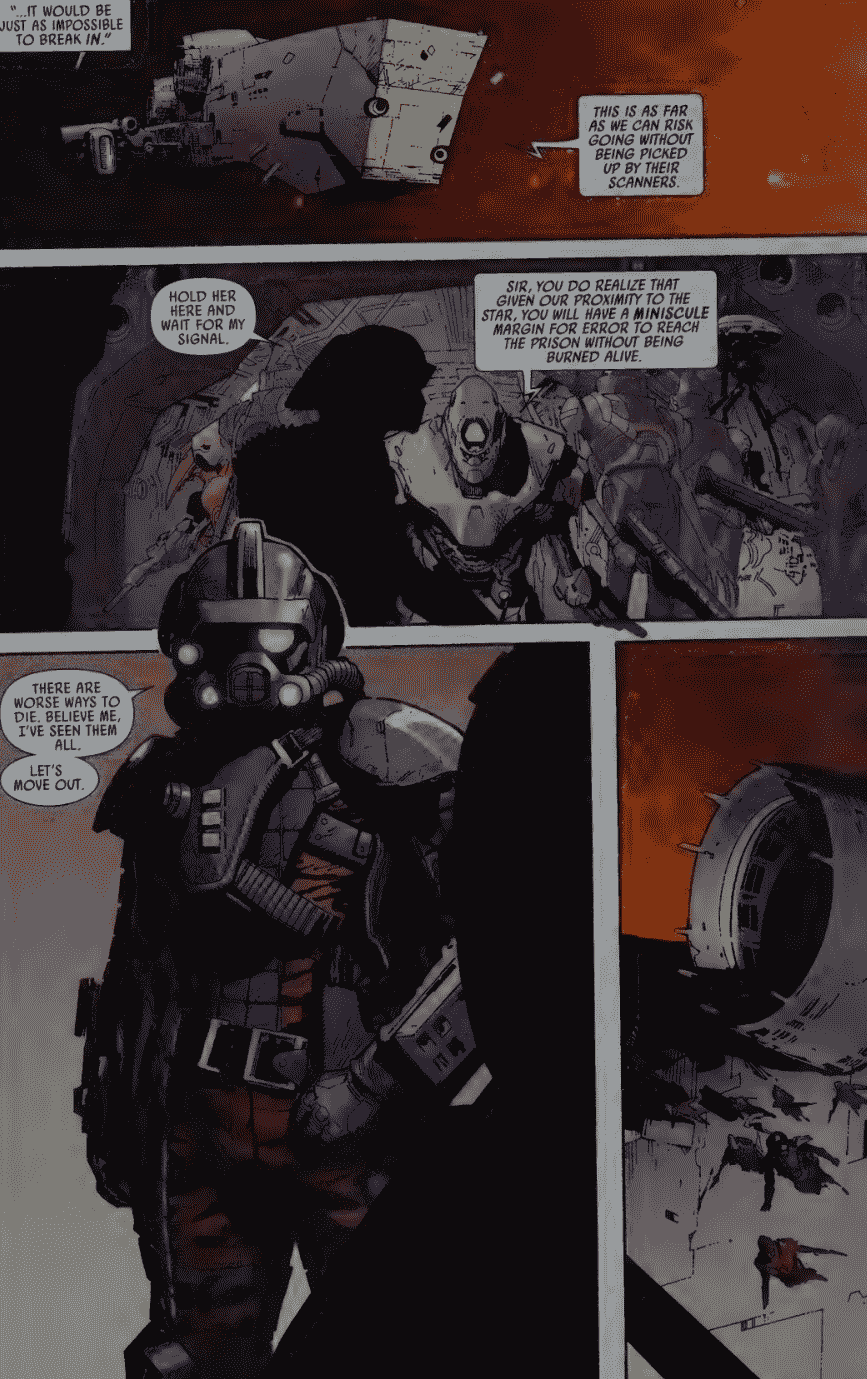 "...IT WOULD BE
JUST AS IMPOSSIBLE
TO BREAK IN."
THIS IS AS FAR
AS WE CAN RISK
GOING WITHOUT
BEING PICKED
UP BY THEIR
SCANNERS.
HOLD HER
HERE AND
WAIT FOR MY
SIGNAL.
SIR, YOU DO REALIZE THAT
GIVEN OUR PROXIMITY TO THE
STAR, YOU WILL HAVE A MINISCULE
MARGIN FOR ERROR TO REACH
THE PRISON WITHOUT BEING
BURNED ALIVE.
THERE ARE
WORSE WAYS TO
DIE. BELIEVE ME,
I'VE SEEN THEM
ALL.
LET'S
MOVE OUT.